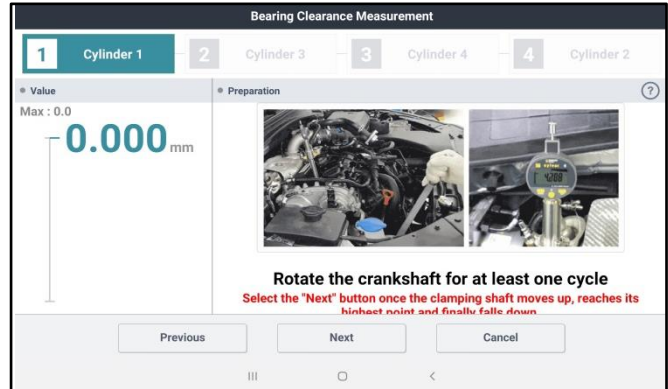 Bearing Clearance Measurement
1 Cylinder 1
2 Cylinder 3
3 Cylinder 4
4 Cylinder 2
Value
Preparation
?
Max : 0.0
0.000 mm
4.208
Rotate the crankshaft for at least one cycle
Select the "Next" button once the clamping shaft moves up, reaches its
highest point and finally falls down
Previous
Next
Cancel